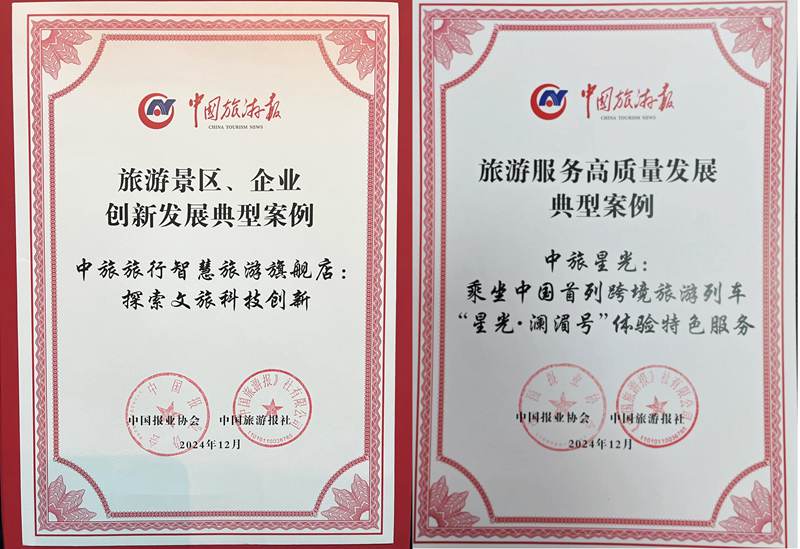 中国旅游报
CHINA TOURISM NEWS
旅游景区、企业
创新发展典型案例
中旅旅行智慧旅游旗舰店:
探索文旅科技创新
中国报业协会
中国旅游报社
2024年12月
中国旅游报
CHINA TOURISM NEWS
旅游服务高质量发展
典型案例
中旅星光:
乘坐中国首列跨境旅游列车
“星光·澜湄号”体验特色服务
中国报业协会
中国旅游报社
2024年12月